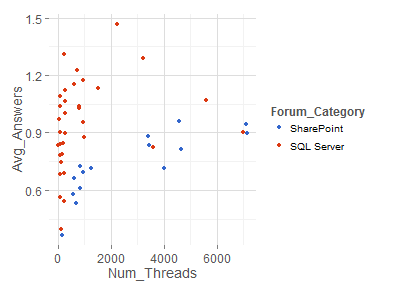 1.5
1.2
0.9
0.6
Avg_Answers
0 2000 4000 6000
Num_Threads
Forum_Category
SharePoint
SQL Server